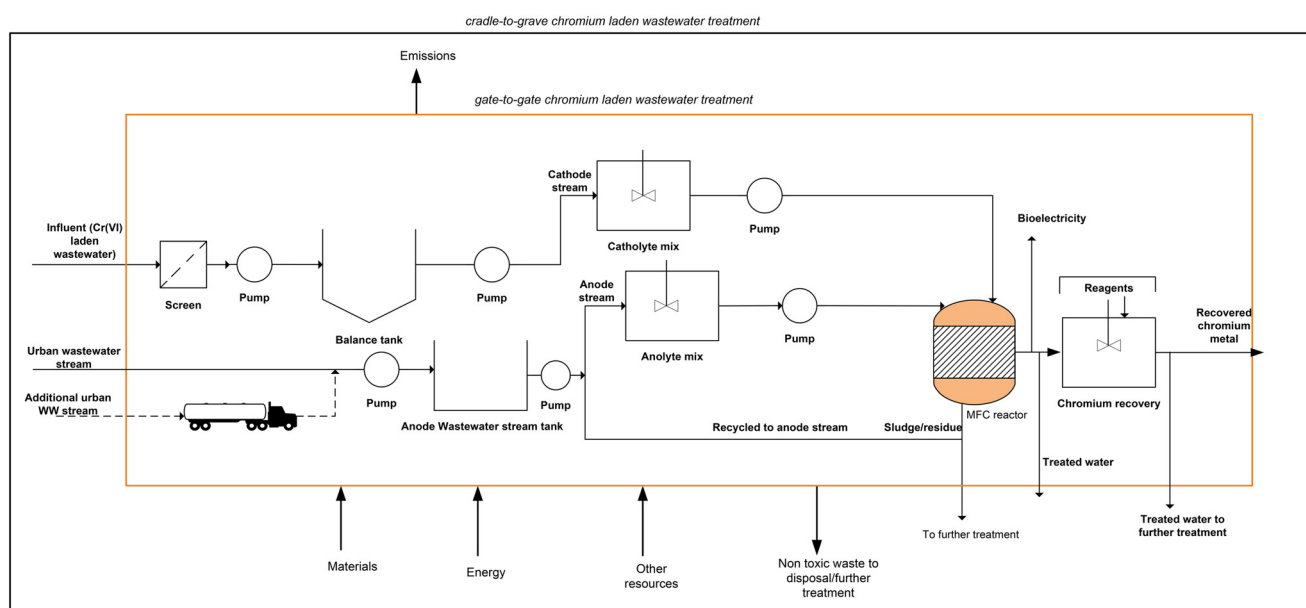 cradle-to-grave chromium laden wastewater treatment
Emissions
gate-to-gate chromium laden wastewater treatment
Cathode
stream
Bioelectricity
Influent (Cr(VI)
laden
wastewater)
Pump
Catholyte mix
Screen
Pump
Pump
Anode
stream
Reagents
Recovered
chromium
metal
Balance tank
Pump
Anolyte mix
Urban wastewater
stream
Pump
Pump
Additional urban
WW stream
Anode Wastewater stream tank
MFC reactor
Chromium recovery
Recycled to anode stream
Sludge/residue
Treated water
Treated water to
further treatment
To further treatment
Materials
Energy
Other
resources
Non toxic waste to
disposal/further
treatment